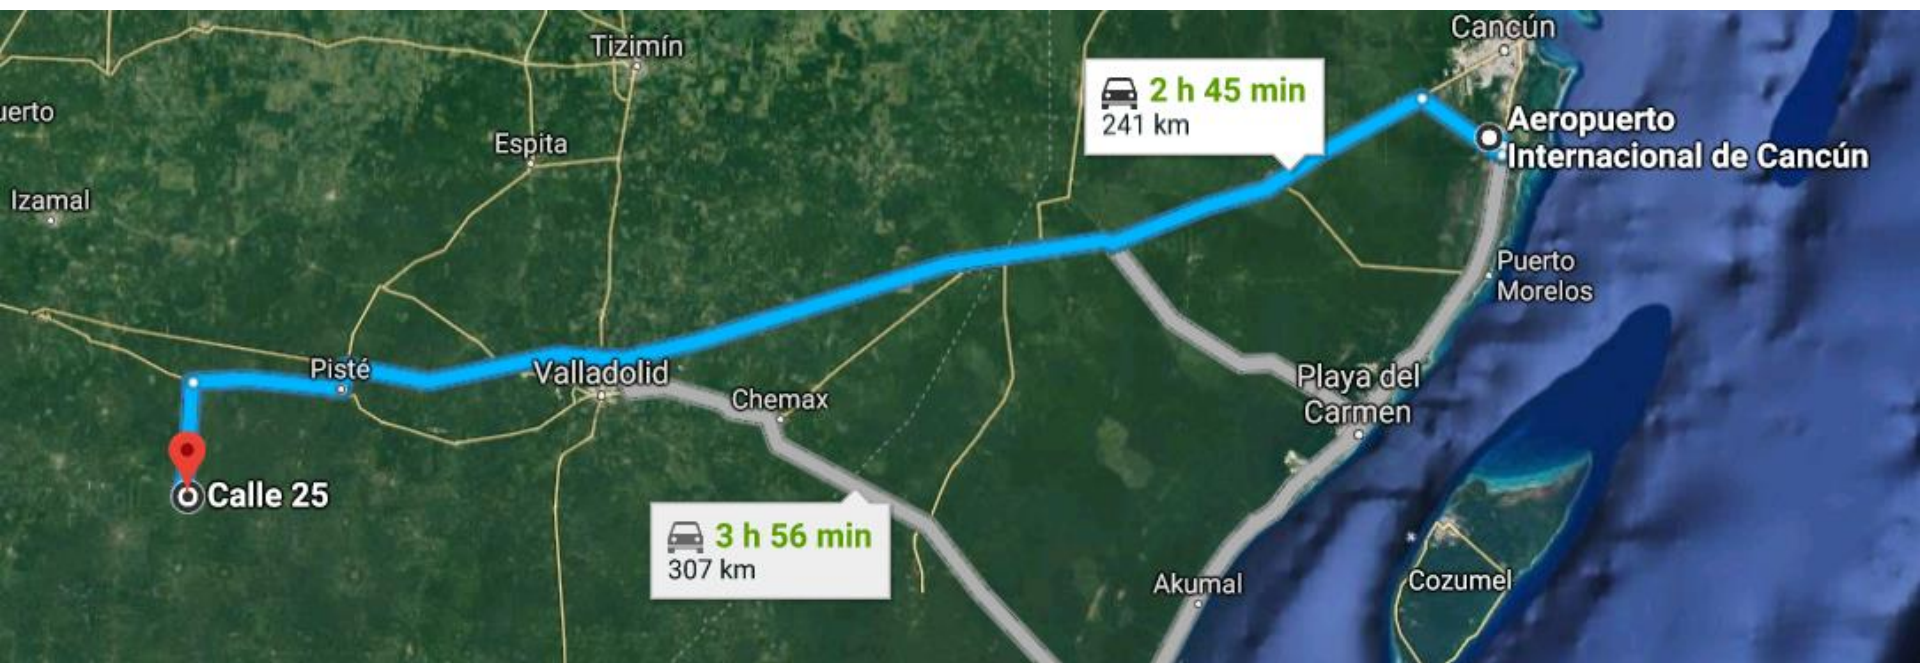 Cancún
Tizimín
2 h 45 min
241 km
Aeropuerto
Internacional de Cancún
uerto
Espita
Izamal
Puerto
Morelos
Pisté
Valladolid
Chemax
Playa del
Carmen
Calle 25
3 h 56 min
307 km
Akumal
Cozumel